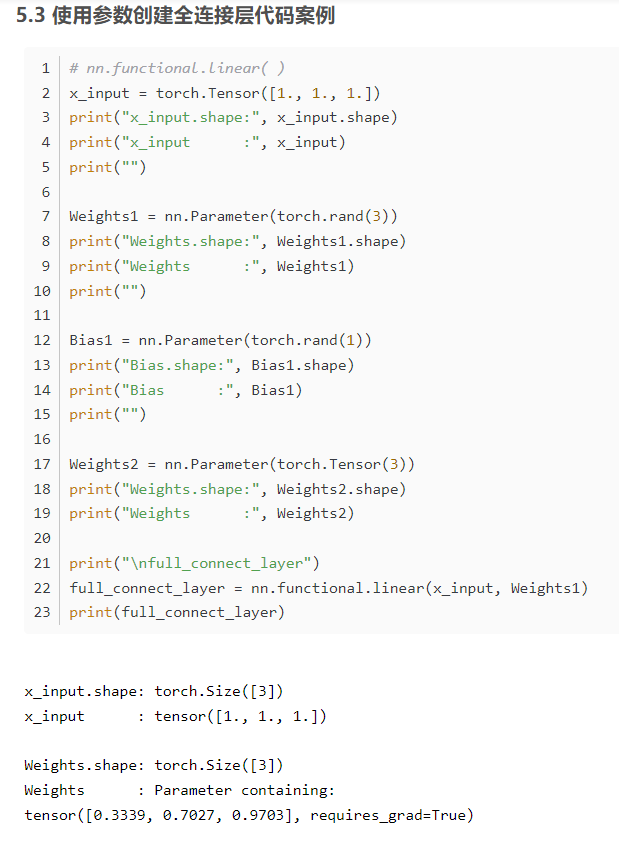 5.3 使用参数创建全连接层代码案例
1 # nn.functional.linear( )
2 x_input = torch.Tensor([1., 1., 1.])
3 print("x_input.shape:", x_input.shape)
4 print("x_input      :", x_input)
5 print("")
6
7 Weights1 = nn.Parameter(torch.rand(3))
8 print("Weights.shape:", Weights1.shape)
9 print("Weights      :", Weights1)
10 print("")
11
12 Bias1 = nn.Parameter(torch.rand(1))
13 print("Bias.shape:", Bias1.shape)
14 print("Bias      :", Bias1)
15 print("")
16
17 Weights2 = nn.Parameter(torch.Tensor(3))
18 print("Weights.shape:", Weights2.shape)
19 print("Weights      :", Weights2)
20
21 print("\nfull_connect_layer")
22 full_connect_layer = nn.functional.linear(x_input, Weights1)
23 print(full_connect_layer)
x_input.shape: torch.Size([3])
x_input      : tensor([1., 1., 1.])
Weights.shape: torch.Size([3])
Weights      : Parameter containing:
tensor([0.3339, 0.7027, 0.9703], requires_grad=True)